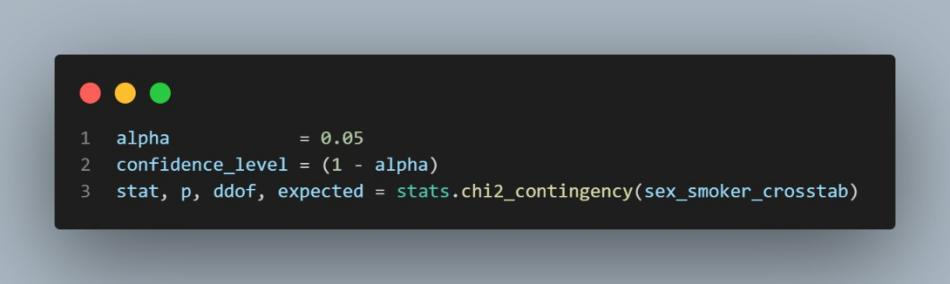 1 alpha            = 0.05
2 confidence_level = (1 - alpha)
3 stat, p, ddof, expected = stats.chi2_contingency(sex_smoker_crosstab)